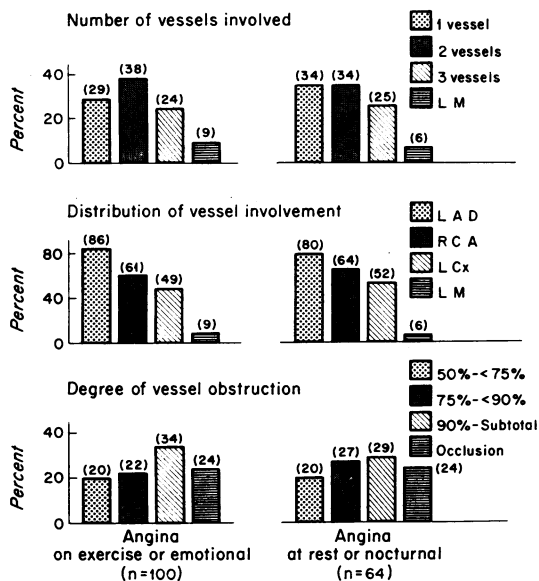 Number of vessels involved
1 vessel
2 vessels
3 vessels
L M
Percent
40
20
0
(29)
(38)
(24)
(9)
(34)
(34)
(25)
(6)
Distribution of vessel involvement
L A D
R C A
L Cx
L M
Percent
80
40
0
(86)
(61)
(49)
(9)
(80)
(64)
(52)
(6)
Degree of vessel obstruction
50%-<75%
75%-<90%
90%-Subtotal
Occlusion
Percent
40
20
0
(20)
(22)
(34)
(24)
(20)
(27)
(29)
(24)
Angina
on exercise or emotional
(n=100)
Angina
at rest or nocturnal
(n=64)